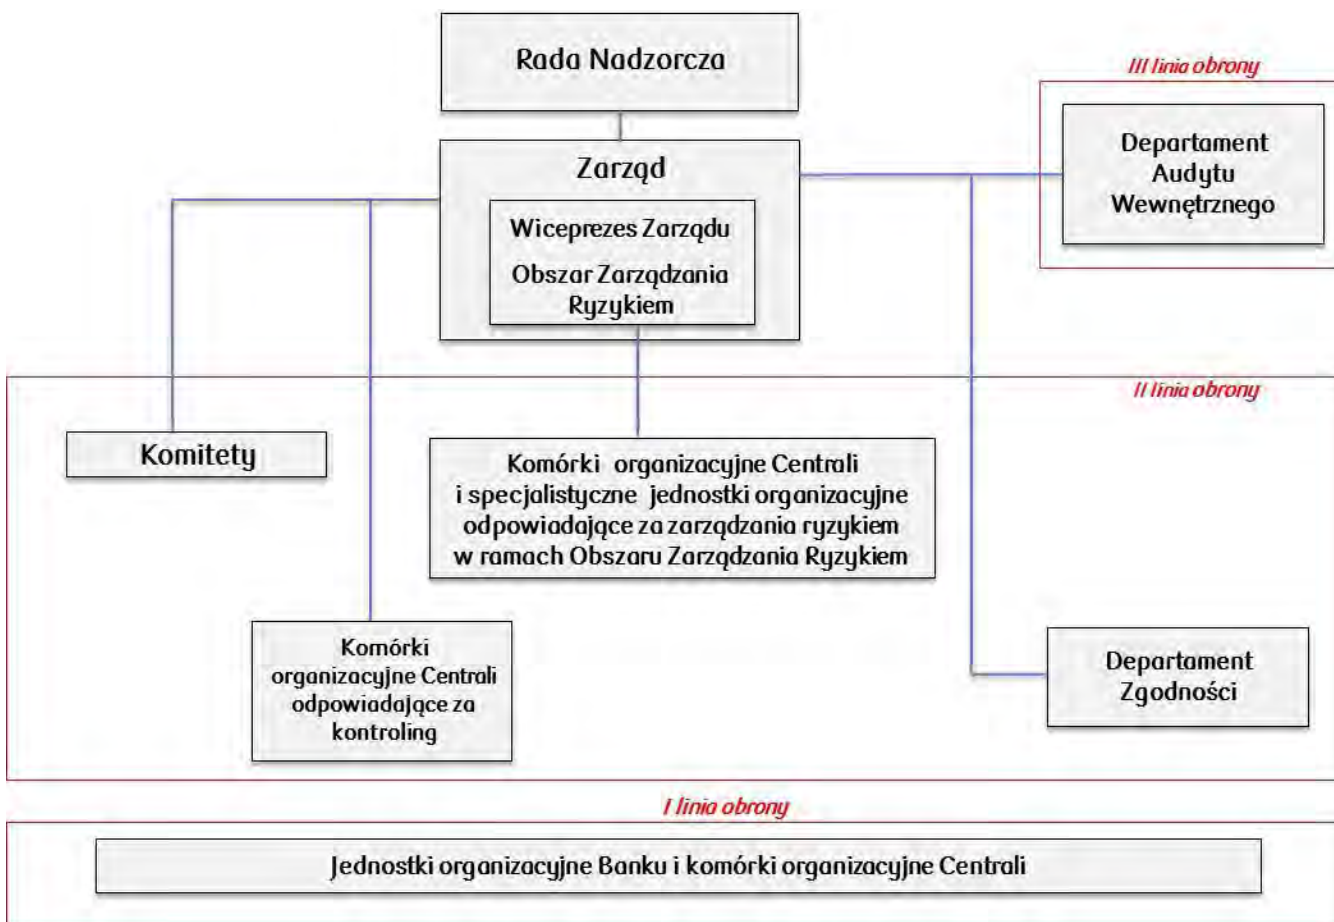 Rada Nadzorcza
III linia obrony
Departament
Audytu
Wewnętrznego
Zarząd
Wiceprezes Zarządu
Obszar Zarządzania
Ryzykiem
II linia obrony
Komitety
Komórki organizacyjne Centrali
i specjalistyczne jednostki organizacyjne
odpowiadające za zarządzania ryzykiem
w ramach Obszaru Zarządzania Ryzykiem
Komórki
organizacyjne Centrali
odpowiadające za
kontroling
Departament
Zgodności
I linia obrony
Jednostki organizacyjne Banku i komórki organizacyjne Centrali